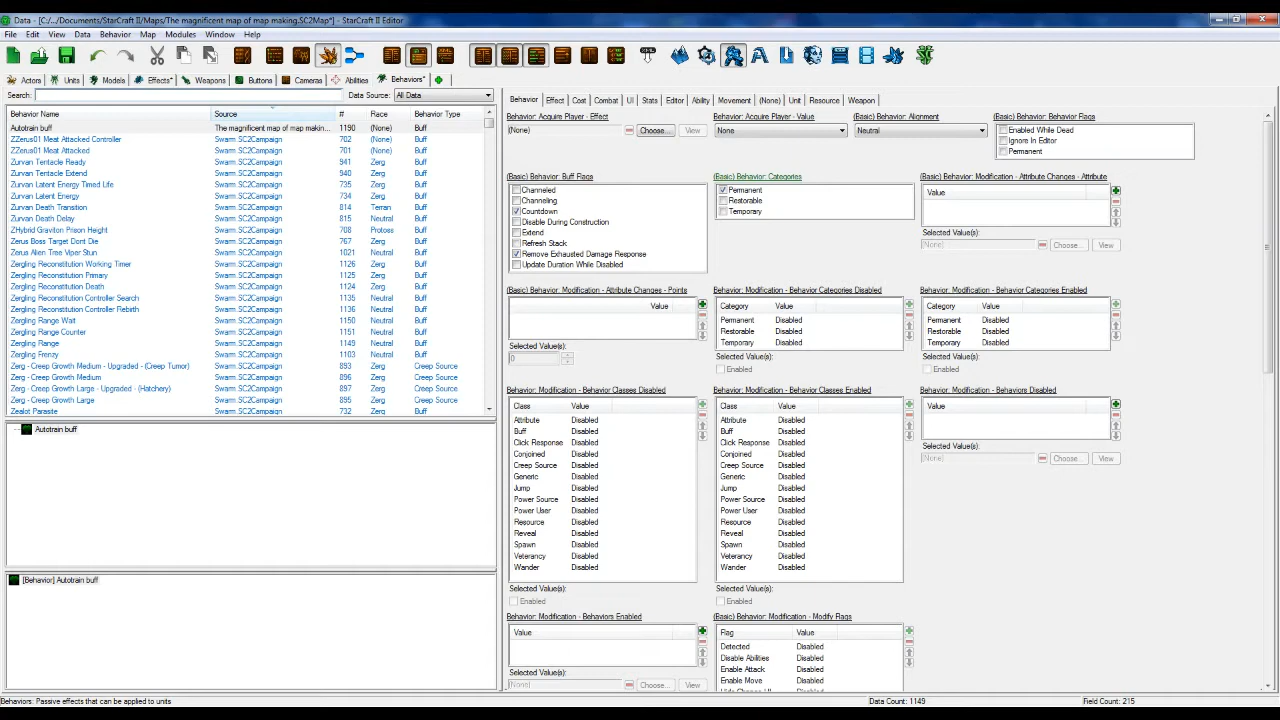 Data - [C:/.../Documents/StarCraft II/Maps/The magnificent map of map making.SC2Map*] - StarCraft II Editor
File Edit View Data Behavior Map Modules Window Help
Actors Units Models Effects* Weapons Buttons Cameras Abilities Behaviors*
Search: Data Source: All Data
Behavior Name Source # Race Behavior Type
Autotrain buff The magnificent map of map makin... 1190 (None) Buff
ZZerus01 Meat Attacked Controller Swarm.SC2Campaign 702 (None) Buff
ZZerus01 Meat Attacked Swarm.SC2Campaign 701 (None) Buff
Zurvan Tentacle Ready Swarm.SC2Campaign 941 Zerg Buff
Zurvan Tentacle Extend Swarm.SC2Campaign 940 Zerg Buff
Zurvan Latent Energy Timed Life Swarm.SC2Campaign 735 Zerg Buff
Zurvan Latent Energy Swarm.SC2Campaign 734 Zerg Buff
Zurvan Death Transition Swarm.SC2Campaign 814 Terran Buff
Zurvan Death Delay Swarm.SC2Campaign 815 Neutral Buff
ZHybrid Graviton Prison Height Swarm.SC2Campaign 708 Protoss Buff
Zerus Boss Target Dont Die Swarm.SC2Campaign 767 Zerg Buff
Zerus Alien Tree Viper Stun Swarm.SC2Campaign 1021 Neutral Buff
Zergling Reconstitution Working Timer Swarm.SC2Campaign 1126 Zerg Buff
Zergling Reconstitution Primary Swarm.SC2Campaign 1125 Zerg Buff
Zergling Reconstitution Death Swarm.SC2Campaign 1124 Zerg Buff
Zergling Reconstitution Controller Search Swarm.SC2Campaign 1135 Neutral Buff
Zergling Reconstitution Controller Rebirth Swarm.SC2Campaign 1136 Neutral Buff
Zergling Range Wait Swarm.SC2Campaign 1150 Neutral Buff
Zergling Range Counter Swarm.SC2Campaign 1151 Neutral Buff
Zergling Range Swarm.SC2Campaign 1149 Neutral Buff
Zergling Frenzy Swarm.SC2Campaign 1103 Neutral Buff
Zerg - Creep Growth Medium - Upgraded - (Creep Tumor) Swarm.SC2Campaign 893 Zerg Creep Source
Zerg - Creep Growth Medium Swarm.SC2Campaign 896 Zerg Creep Source
Zerg - Creep Growth Large - Upgraded - (Hatchery) Swarm.SC2Campaign 897 Zerg Creep Source
Zerg - Creep Growth Large Swarm.SC2Campaign 895 Zerg Creep Source
Zealot Parasite Swarm.SC2Campaign 732 Zerg Buff
Autotrain buff
[Behavior] Autotrain buff
Behavior Effect Cost Combat UI Stats Editor Ability Movement (None) Unit Resource Weapon
Behavior: Acquire Player - Effect Behavior: Acquire Player - Value (Basic) Behavior: Alignment (Basic) Behavior: Behavior Flags
(None) Choose... View None Neutral
Enabled While Dead
Ignore In Editor
Permanent
(Basic) Behavior: Buff Flags (Basic) Behavior: Categories (Basic) Behavior: Modification - Attribute Changes - Attribute
Channeled Permanent Value
Channeling Restorable
Countdown Temporary
Disable During Construction
Extend
Refresh Stack
Remove Exhausted Damage Response
Update Duration While Disabled
Selected Value(s):
(None) Choose... View
(Basic) Behavior: Modification - Attribute Changes - Points Behavior: Modification - Behavior Categories Disabled Behavior: Modification - Behavior Categories Enabled
Value Category Value Category Value
Permanent Disabled Permanent Disabled
Restorable Disabled Restorable Disabled
Temporary Disabled Temporary Disabled
Selected Value(s): Selected Value(s): Selected Value(s):
0 Enabled Enabled
Behavior: Modification - Behavior Classes Disabled Behavior: Modification - Behavior Classes Enabled Behavior: Modification - Behaviors Disabled
Class Value Class Value Value
Attribute Disabled Attribute Disabled
Buff Disabled Buff Disabled
Click Response Disabled Click Response Disabled
Conjoined Disabled Conjoined Disabled
Selected Value(s):
(None) Choose... View
Creep Source Disabled Creep Source Disabled
Generic Disabled Generic Disabled
Jump Disabled Jump Disabled
Power Source Disabled Power Source Disabled
Power User Disabled Power User Disabled
Resource Disabled Resource Disabled
Reveal Disabled Reveal Disabled
Spawn Disabled Spawn Disabled
Veterancy Disabled Veterancy Disabled
Wander Disabled Wander Disabled
Selected Value(s): Selected Value(s):
Enabled Enabled
Behavior: Modification - Behaviors Enabled (Basic) Behavior: Modification - Modify Flags
Value Flag Value
Detected Disabled
Disable Abilities Disabled
Enable Attack Disabled
Enable Move Disabled
(None) Choose... View
Behaviors: Passive effects that can be applied to units Data Count: 1149 Field Count: 215